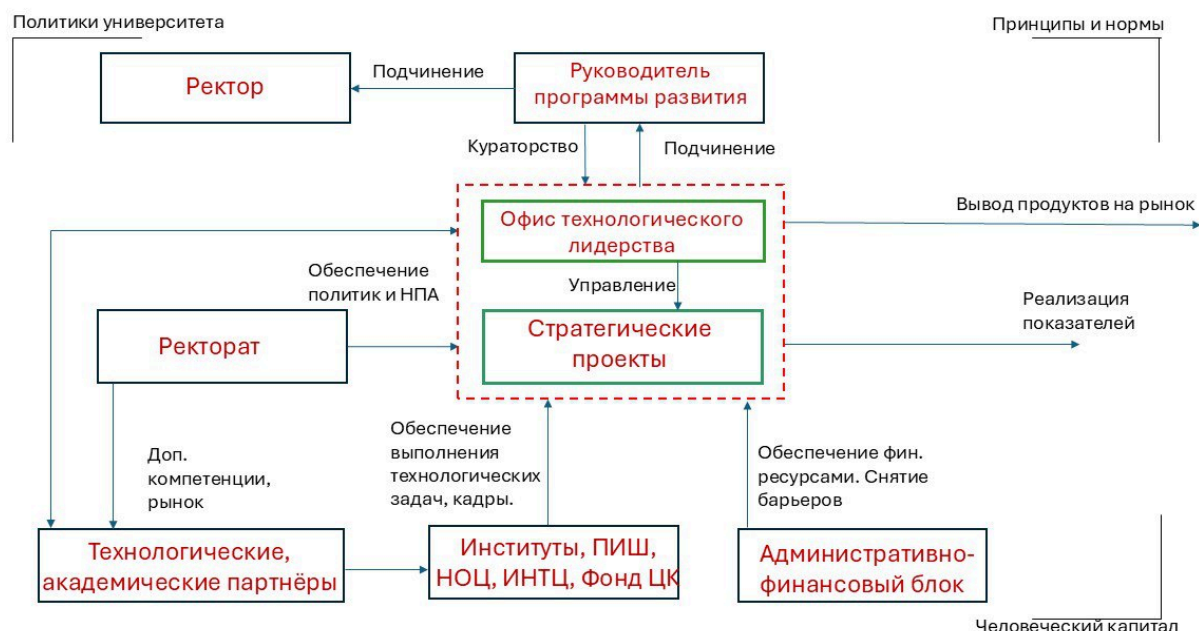 Политики университета
Принципы и нормы
Ректор
Подчинение
Руководитель
программы развития
Кураторство
Подчинение
Офис технологического
лидерства
Вывод продуктов на рынок
Обеспечение
политик и НПА
Управление
Реализация
показателей
Ректорат
Стратегические
проекты
Доп.
компетенции,
рынок
Обеспечение
выполнения
технологических
задач, кадры.
Обеспечение фин.
ресурсами. Снятие
барьеров
Технологические,
академические партнёры
Институты, ПИШ,
НОЦ, ИНТЦ, Фонд ЦК
Административно-
финансовый блок
Человеческий капитал